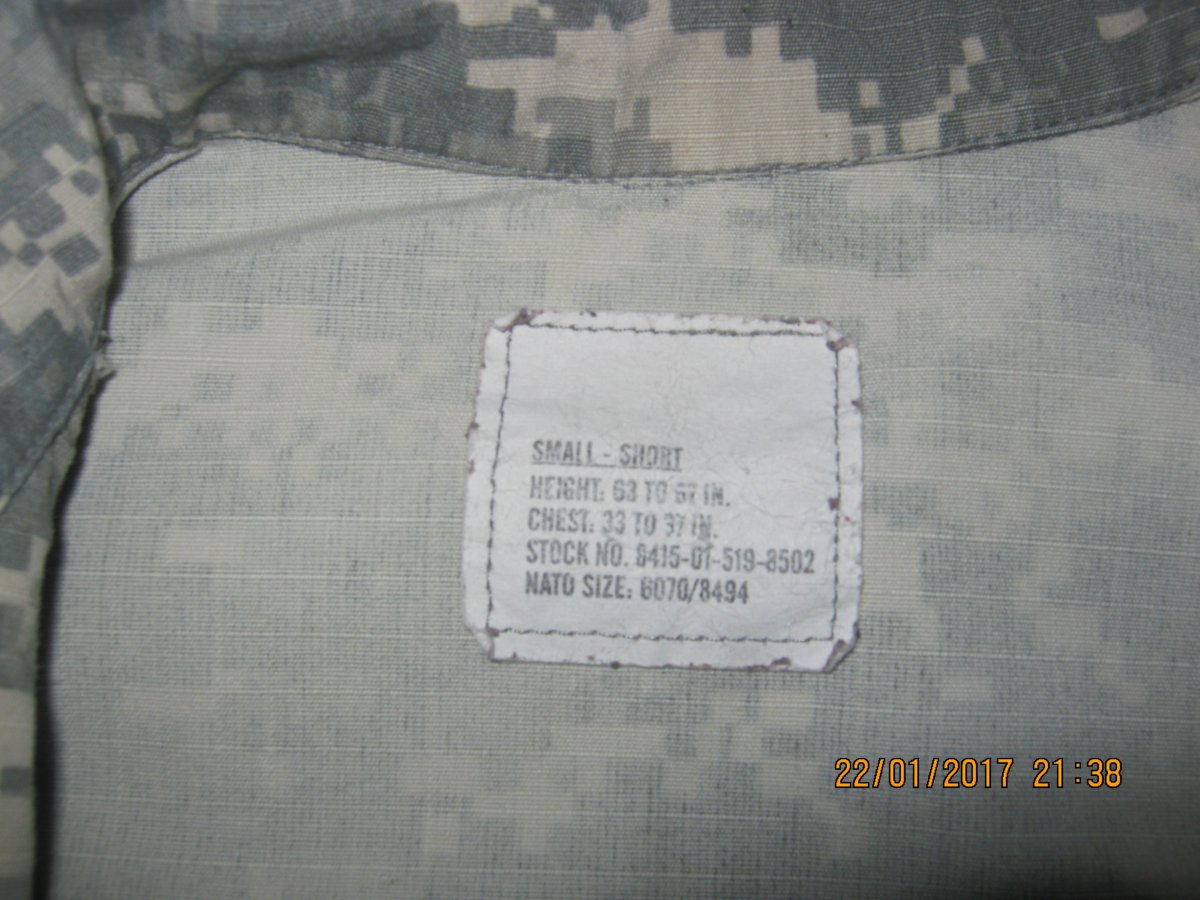 SMALL - SHORT
HEIGHT: 63 TO 67 IN.
CHEST: 33 TO 37 IN.
STOCK NO. 8415-01-519-8502
NATO SIZE: 6070/8494
22/01/2017 21:38